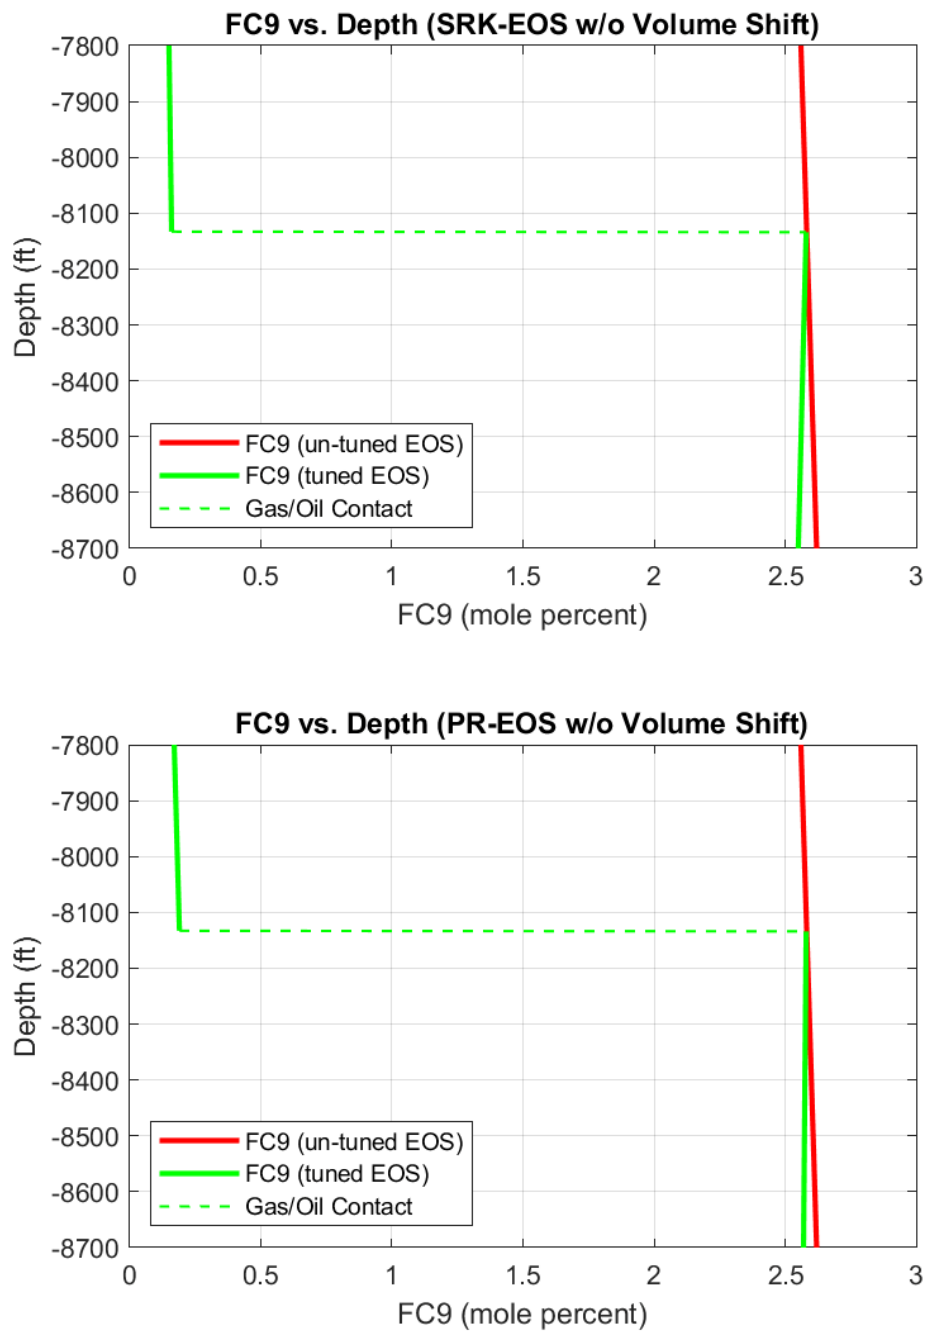 FC9 vs. Depth (SRK-EOS w/o Volume Shift)
-7800
-7900
-8000
-8100
-8200
-8300
-8400
-8500
-8600
-8700
Depth (ft)
FC9 (un-tuned EOS)
FC9 (tuned EOS)
Gas/Oil Contact
0 0.5 1 1.5 2 2.5 3
FC9 (mole percent)
FC9 vs. Depth (PR-EOS w/o Volume Shift)
-7800
-7900
-8000
-8100
-8200
-8300
-8400
-8500
-8600
-8700
Depth (ft)
FC9 (un-tuned EOS)
FC9 (tuned EOS)
Gas/Oil Contact
0 0.5 1 1.5 2 2.5 3
FC9 (mole percent)